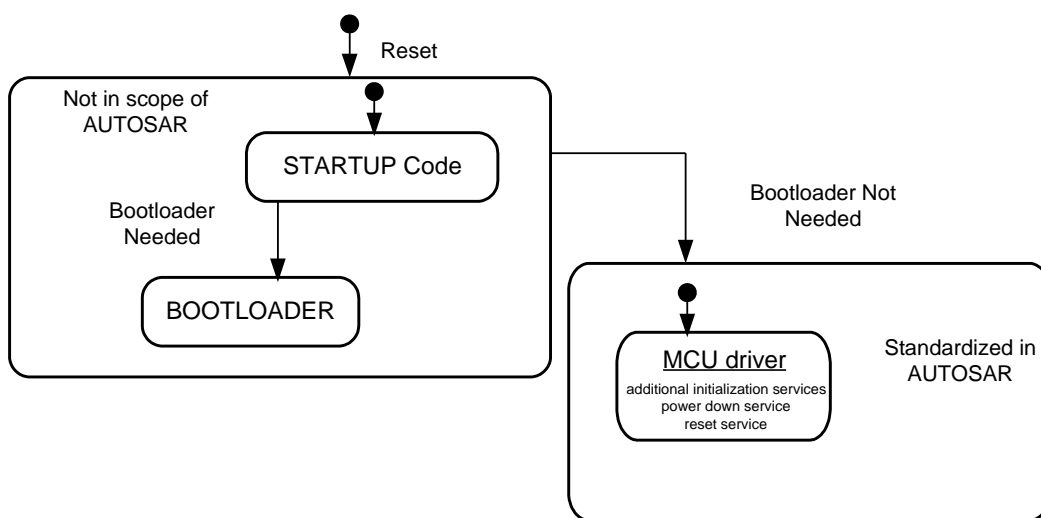 Reset
Not in scope of
AUTOSAR
STARTUP Code
Bootloader
Needed
BOOTLOADER
Bootloader Not
Needed
MCU driver
additional initialization services
power down service
reset service
Standardized in
AUTOSAR